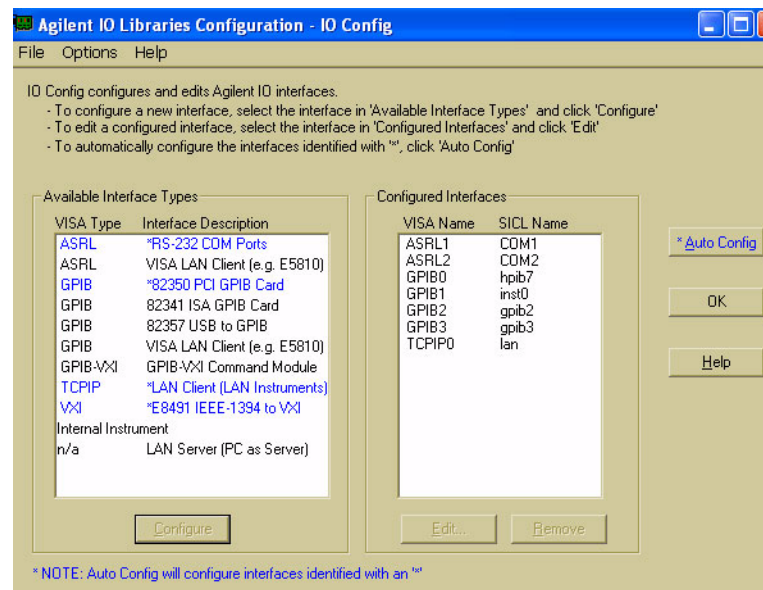 Agilent IO Libraries Configuration - IO Config
File Options Help
IO Config configures and edits Agilent IO interfaces.
- To configure a new interface, select the interface in 'Available Interface Types' and click 'Configure'
- To edit a configured interface, select the interface in 'Configured Interfaces' and click 'Edit'
- To automatically configure the interfaces identified with '*', click 'Auto Config'
Available Interface Types
VISA Type Interface Description
ASRL *RS-232 COM Ports
ASRL VISA LAN Client (e.g. E5810)
GPIB *82350 PCI GPIB Card
GPIB 82341 ISA GPIB Card
GPIB 82357 USB to GPIB
GPIB VISA LAN Client (e.g. E5810)
GPIB-VXI GPIB-VXI Command Module
TCPIP *LAN Client (LAN Instruments)
VXI *E8491 IEEE-1394 to VXI
Internal Instrument
n/a LAN Server (PC as Server)
Configure
Configured Interfaces
VISA Name SICL Name
ASRL1 COM1
ASRL2 COM2
GPIB0 hpib7
GPIB1 inst0
GPIB2 gpib2
GPIB3 gpib3
TCPIP0 lan
Edit... Remove
* Auto Config
OK
Help
* NOTE: Auto Config will configure interfaces identified with an '*'